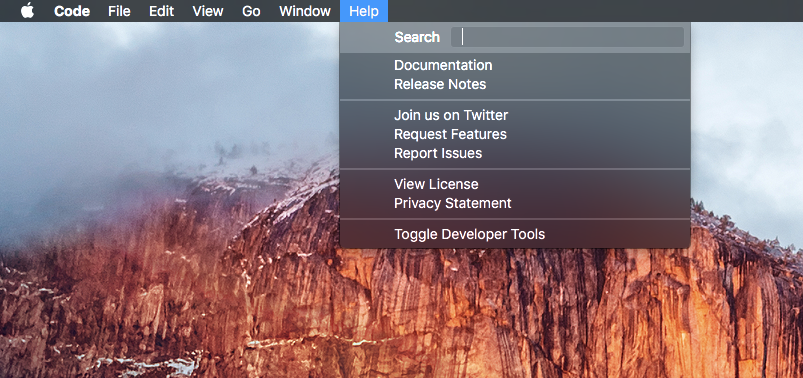 Code File Edit View Go Window Help
Search
Documentation
Release Notes
Join us on Twitter
Request Features
Report Issues
View License
Privacy Statement
Toggle Developer Tools